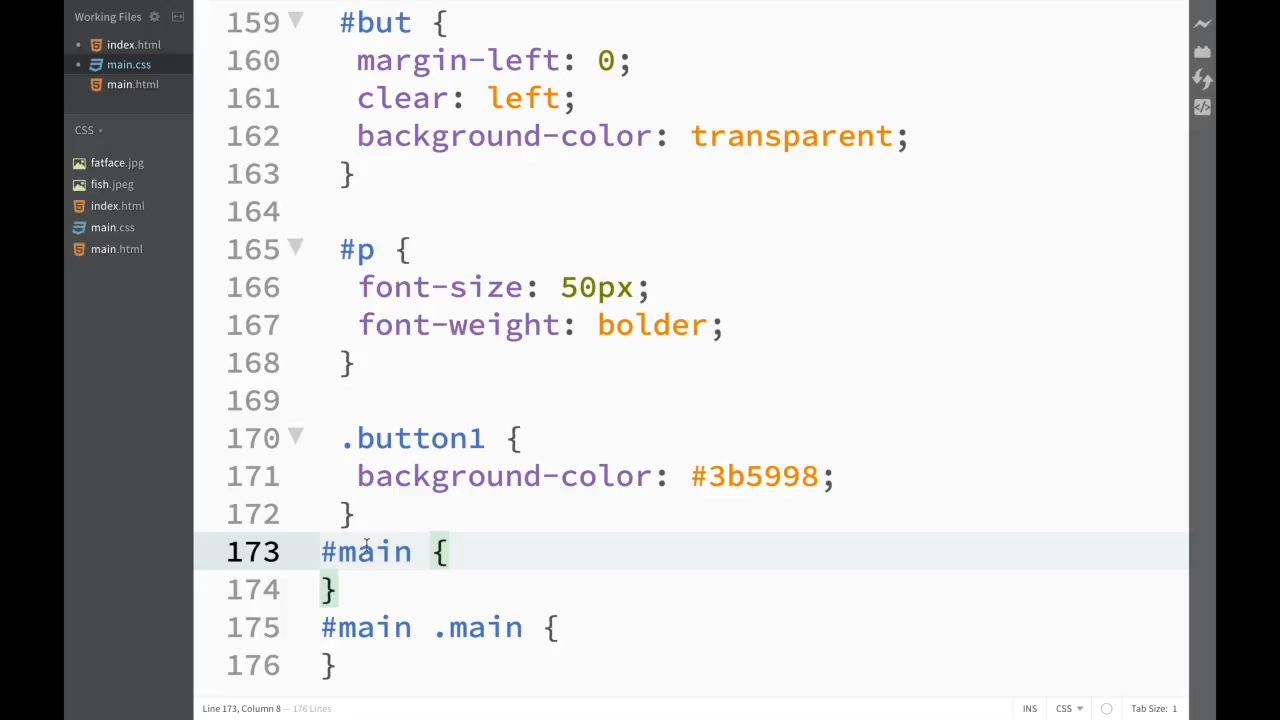 Working Files
index.html
main.css
main.html
CSS
fatface.jpg
fish.jpeg
index.html
main.css
main.html
159 #but {
160 margin-left: 0;
161 clear: left;
162 background-color: transparent;
163 }
164
165 #p {
166 font-size: 50px;
167 font-weight: bolder;
168 }
169
170 .button1 {
171 background-color: #3b5998;
172 }
173 #main {
174 }
175 #main .main {
176 }
Line 173, Column 8 — 176 Lines INS CSS Tab Size: 1